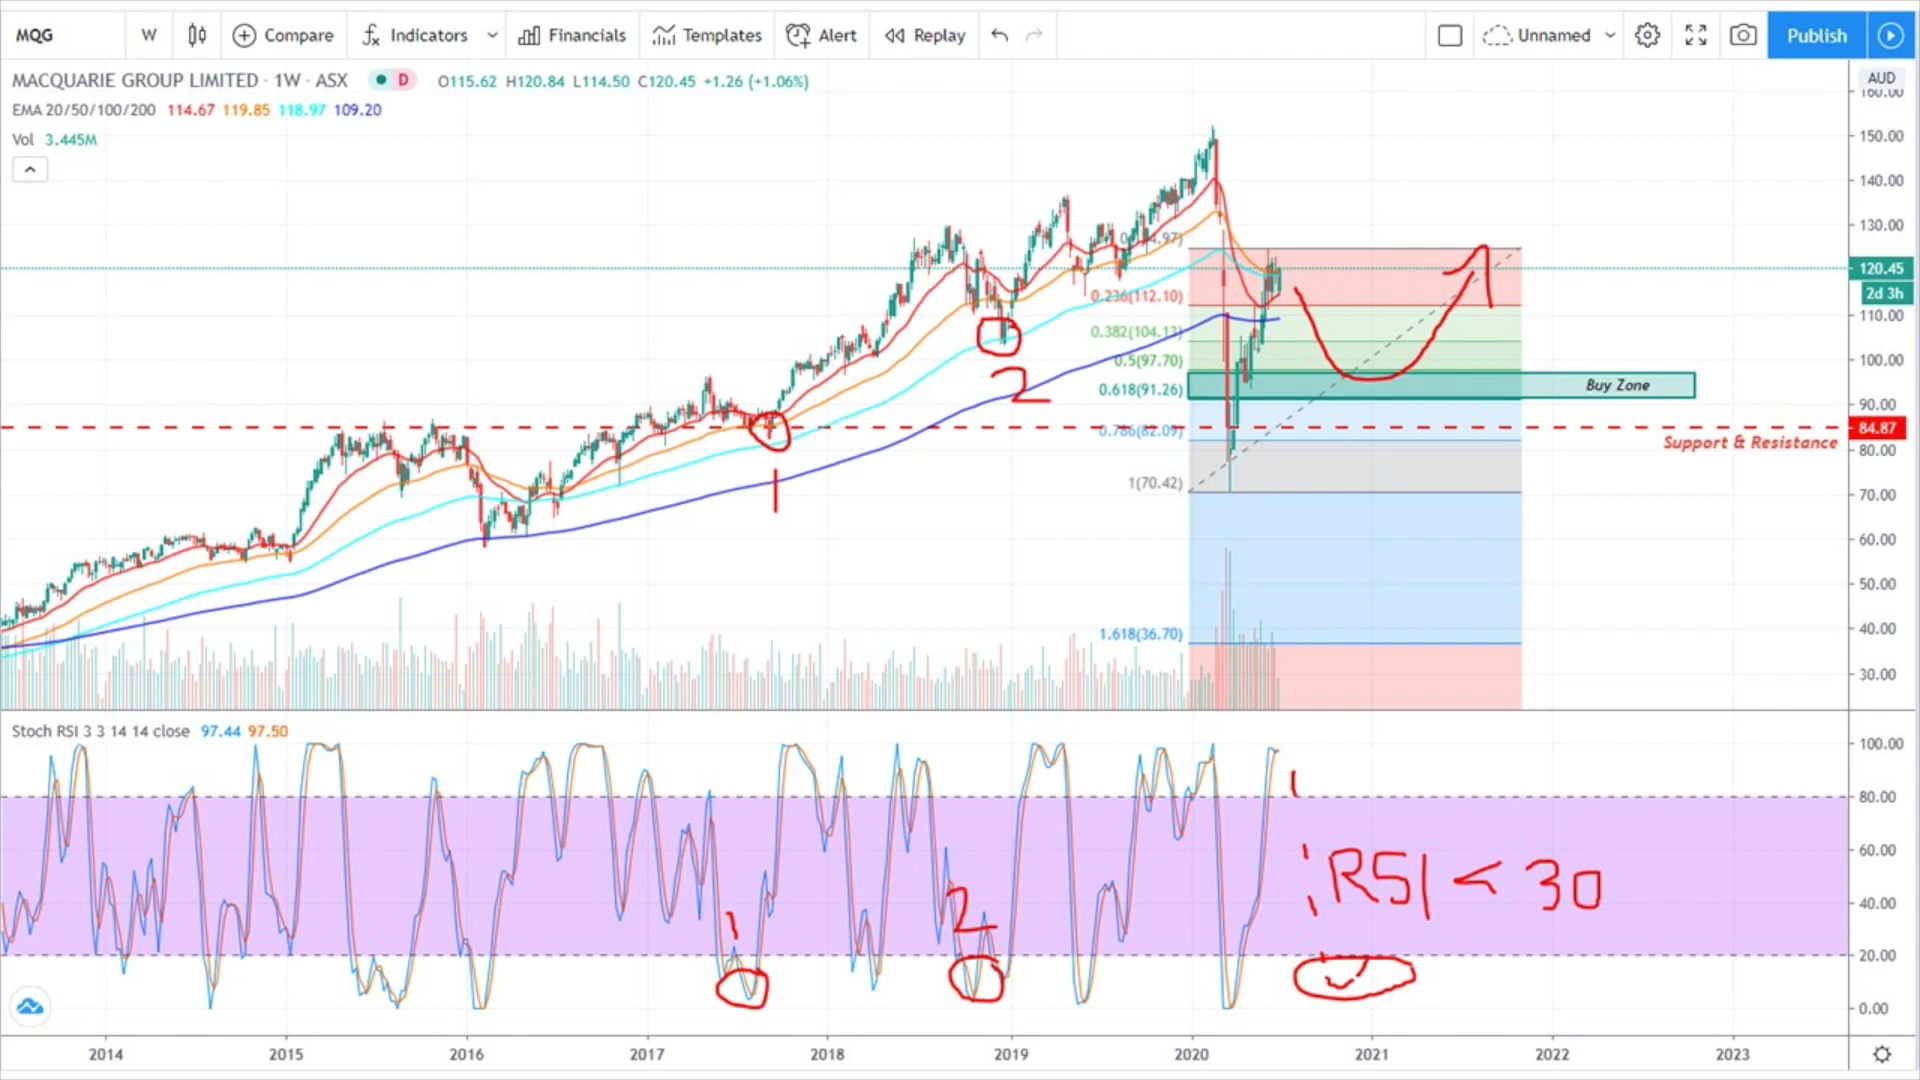 MQG W Compare Indicators Financials Templates Alert Replay Unnamed Publish
MACQUARIE GROUP LIMITED · 1W · ASX D O115.62 H120.84 L114.50 C120.45 +1.26 (+1.06%)
AUD
EMA 20/50/100/200 114.67 119.85 118.97 109.20
Vol 3.445M
160.00
150.00
140.00
130.00
120.45
2d 3h
110.00
100.00
90.00
84.87
80.00
70.00
60.00
50.00
40.00
30.00
0.236(112.10)
0.382(104.13)
0.5(97.70)
0.618(91.26)
0.786(82.09)
1(70.42)
1.618(36.70)
Buy Zone
Support & Resistance
1
2
Stoch RSI 3 3 14 14 close 97.44 97.50
100.00
80.00
60.00
40.00
20.00
0.00
1
2
RSI < 30
2014 2015 2016 2017 2018 2019 2020 2021 2022 2023